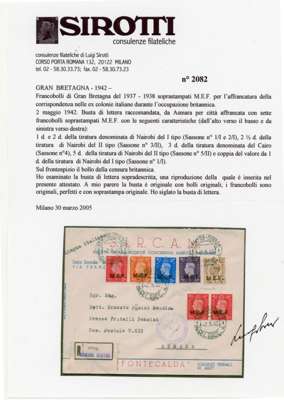 SIROTTI
consulenze filateliche
consulenze filateliche di Luigi Sirotti
CORSO PORTA ROMANA 132, 20122 MILANO
tel. 02 - 58.30.33.73; fax. 02 - 58.30.73.23
n° 2082
GRAN BRETAGNA - 1942 –
Francobolli di Gran Bretagna del 1937 - 1938 soprastampati M.E.F. per l'affrancatura della
corrispondenza nelle ex colonie italiano durante l'occupazione britannica.
2 maggio 1942. Busta di lettera raccomandata, da Asmara per città affrancata con sette
francobolli soprastampati M.E.F. con le seguenti caratteristiche (dall'alto verso il basso e da
sinistra verso destra):
1 d. e 2 d. della tiratura denominata di Nairobi del I tipo (Sassone n° I/I e 2/I), 2 ½ d. della
tiratura di Nairobi del II tipo (Sassone n° 3/II), 3 d. della tiratura denominata del Cairo
(Sassone n°4), 5 d. della tiratura di Nairobi del II tipo (Sassone n° 5/II) e coppia del valore da 1
d. della tiratura di Nairobi del I tipo (Sassone n° 1/I).
Sul frontespizio il bollo della censura britannica.
Ho esaminato la busta di lettera sopradescritta, una riproduzione della quale è inserita nel
presente attestato. A mio parere la busta è originale con bolli originali, i francobolli sono
originali, perfetti e con soprastampa originale. Ho siglato la busta di lettera.
Milano 30 marzo 2005
I.R.C.A.M.
M.E.F. M.E.F. M.E.F. M.E.F. M.E.F.
M.E.F. M.E.F.
FONTECALDA